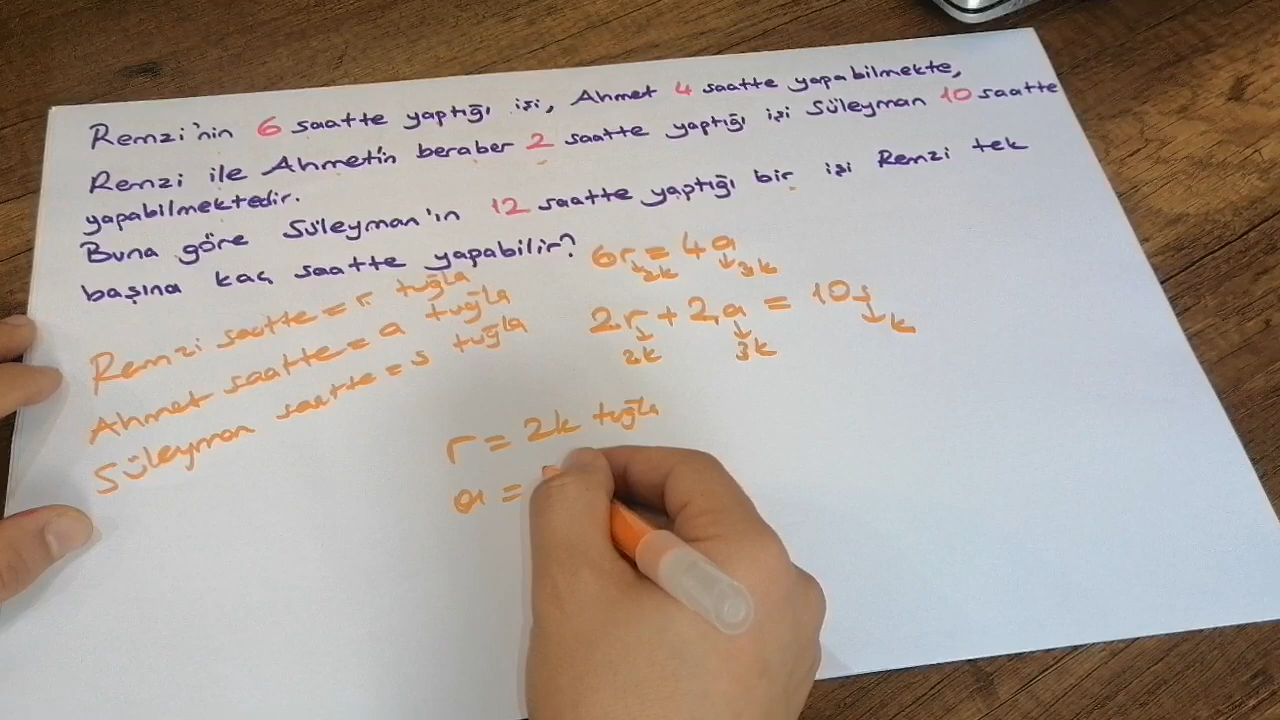 Remzi'nin 6 saatte yaptığı işi, Ahmet 4 saatte yapabilmekte,
Remzi ile Ahmet'in beraber 2 saatte yaptığı işi Süleyman 10 saatte
yapabilmektedir.
Buna göre Süleyman'ın 12 saatte yaptığı bir işi Remzi tek
başına kaç saatte yapabilir?
6r = 4a
2k 3k
2r + 2a = 10s
2k 3k k
Remzi saatte = r tuğla
Ahmet saatte = a tuğla
Süleyman saatte = s tuğla
r = 2k tuğla
a =